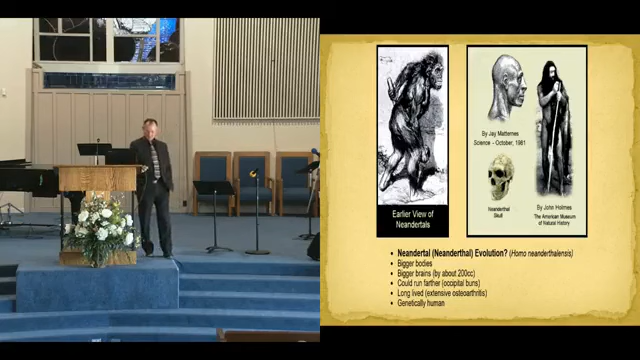 By Jay Matternes
Science - October, 1981
Neanderthal
Skull
By John Holmes
The American Museum
of Natural History
Earlier View of
Neandertals
• Neandertal (Neanderthal) Evolution? (Homo neanderthalensis)
• Bigger bodies
• Bigger brains (by about 200cc)
• Could run farther (occipital buns)
• Long lived (extensive osteoarthritis)
• Genetically human